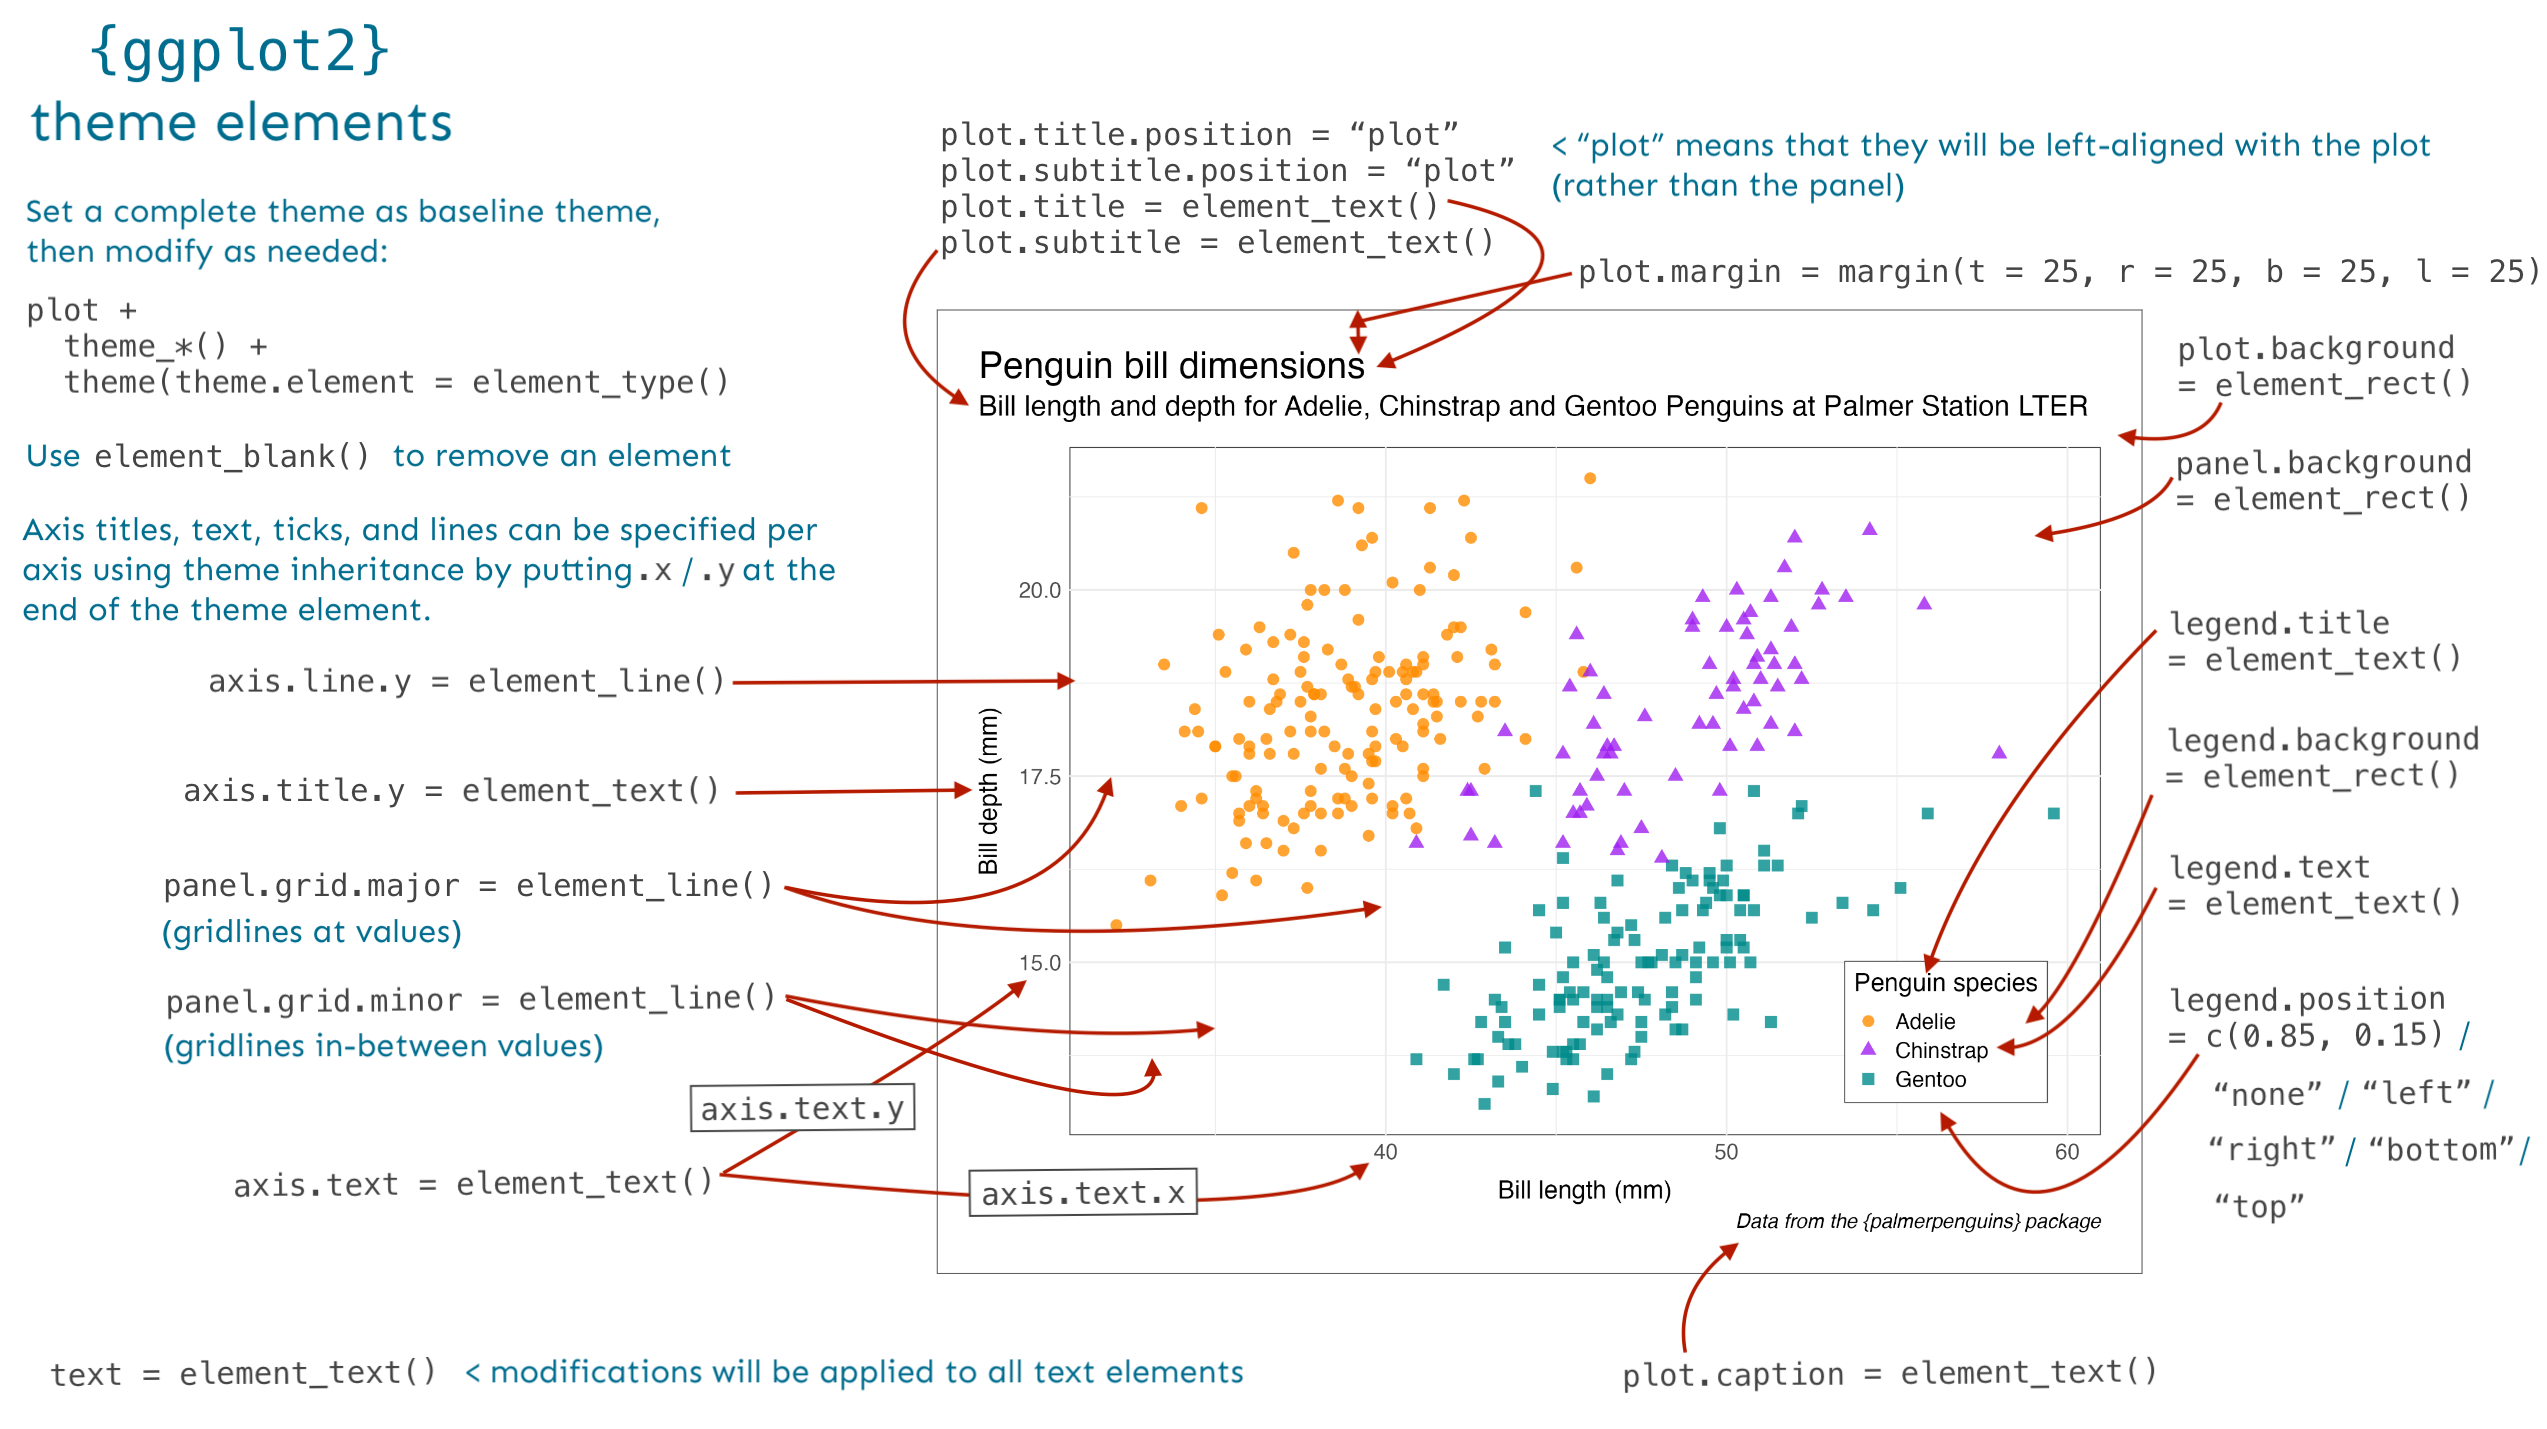 {ggplot2}
theme elements
Set a complete theme as baseline theme,
then modify as needed:
plot +
  theme_*() +
  theme(theme.element = element_type()
Use element_blank() to remove an element
Axis titles, text, ticks, and lines can be specified per
axis using theme inheritance by putting .x / .y at the
end of the theme element.
axis.line.y = element_line()
axis.title.y = element_text()
panel.grid.major = element_line()
(gridlines at values)
panel.grid.minor = element_line()
(gridlines in-between values)
axis.text.y
axis.text = element_text()
axis.text.x
text = element_text() < modifications will be applied to all text elements
plot.title.position = “plot”
plot.subtitle.position = “plot”
plot.title = element_text()
plot.subtitle = element_text()
< “plot” means that they will be left-aligned with the plot
(rather than the panel)
plot.margin = margin(t = 25, r = 25, b = 25, l = 25)
Penguin bill dimensions
Bill length and depth for Adelie, Chinstrap and Gentoo Penguins at Palmer Station LTER
Bill depth (mm)
20.0
17.5
15.0
Penguin species
Adelie
Chinstrap
Gentoo
40 50 60
Bill length (mm)
Data from the {palmerpenguins} package
plot.caption = element_text()
plot.background
= element_rect()
panel.background
= element_rect()
legend.title
= element_text()
legend.background
= element_rect()
legend.text
= element_text()
legend.position
= c(0.85, 0.15) /
“none” / “left” /
“right” / “bottom” /
“top”